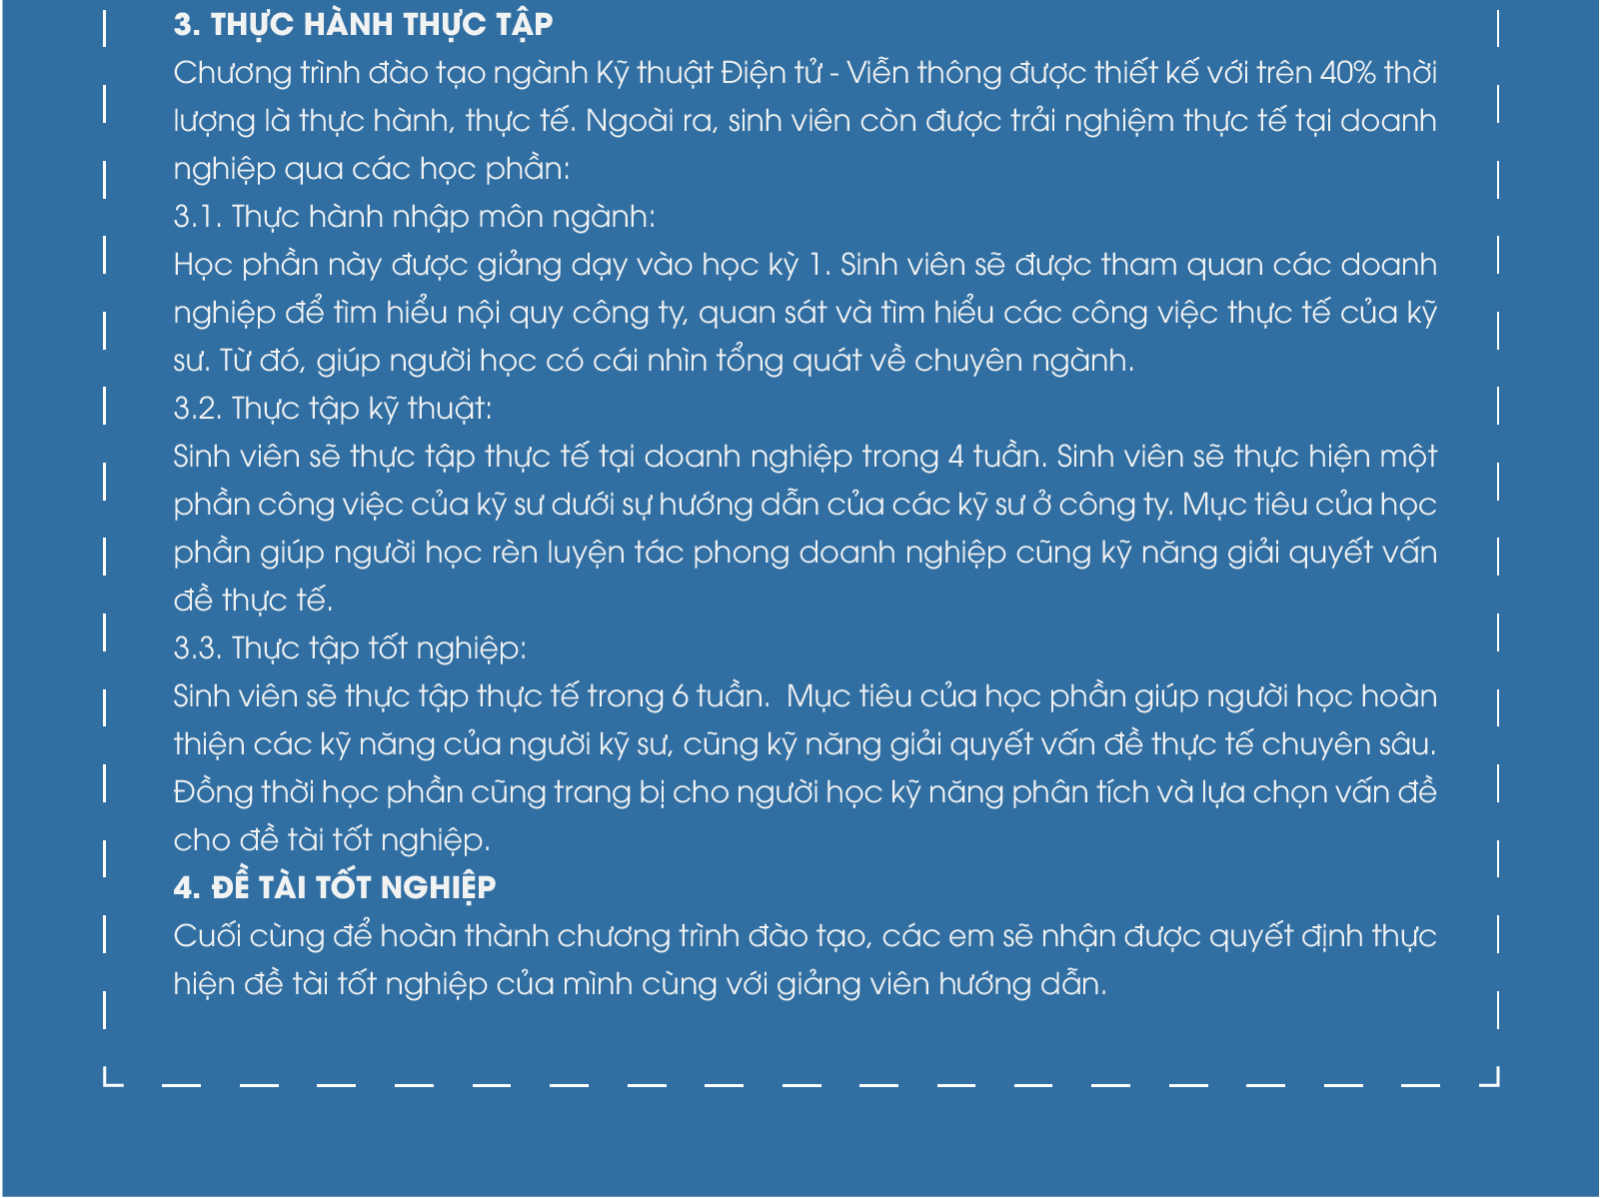 3. THỰC HÀNH THỰC TẬP
Chương trình đào tạo ngành Kỹ thuật Điện tử - Viễn thông được thiết kế với trên 40% thời
lượng là thực hành, thực tế. Ngoài ra, sinh viên còn được trải nghiệm thực tế tại doanh
nghiệp qua các học phần:
3.1. Thực hành nhập môn ngành:
Học phần này được giảng dạy vào học kỳ 1. Sinh viên sẽ được tham quan các doanh
nghiệp để tìm hiểu nội quy công ty, quan sát và tìm hiểu các công việc thực tế của kỹ
sư. Từ đó, giúp người học có cái nhìn tổng quát về chuyên ngành.
3.2. Thực tập kỹ thuật:
Sinh viên sẽ thực tập thực tế tại doanh nghiệp trong 4 tuần. Sinh viên sẽ thực hiện một
phần công việc của kỹ sư dưới sự hướng dẫn của các kỹ sư ở công ty. Mục tiêu của học
phần giúp người học rèn luyện tác phong doanh nghiệp cũng kỹ năng giải quyết vấn
đề thực tế.
3.3. Thực tập tốt nghiệp:
Sinh viên sẽ thực tập thực tế trong 6 tuần. Mục tiêu của học phần giúp người học hoàn
thiện các kỹ năng của người kỹ sư, cũng kỹ năng giải quyết vấn đề thực tế chuyên sâu.
Đồng thời học phần cũng trang bị cho người học kỹ năng phân tích và lựa chọn vấn đề
cho đề tài tốt nghiệp.
4. ĐỀ TÀI TỐT NGHIỆP
Cuối cùng để hoàn thành chương trình đào tạo, các em sẽ nhận được quyết định thực
hiện đề tài tốt nghiệp của mình cùng với giảng viên hướng dẫn.